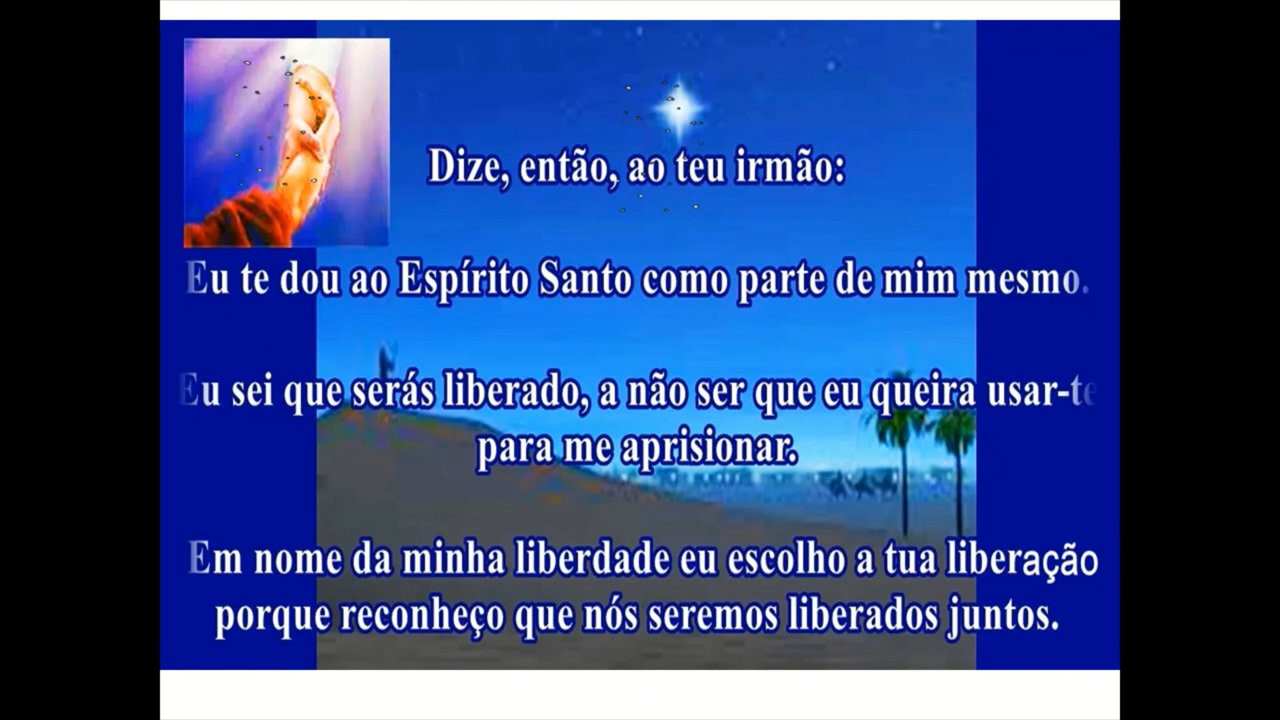 Dize, então, ao teu irmão:
Eu te dou ao Espírito Santo como parte de mim mesmo.
Eu sei que serás liberado, a não ser que eu queira usar-te
para me aprisionar.
Em nome da minha liberdade eu escolho a tua liberação
porque reconheço que nós seremos liberados juntos.